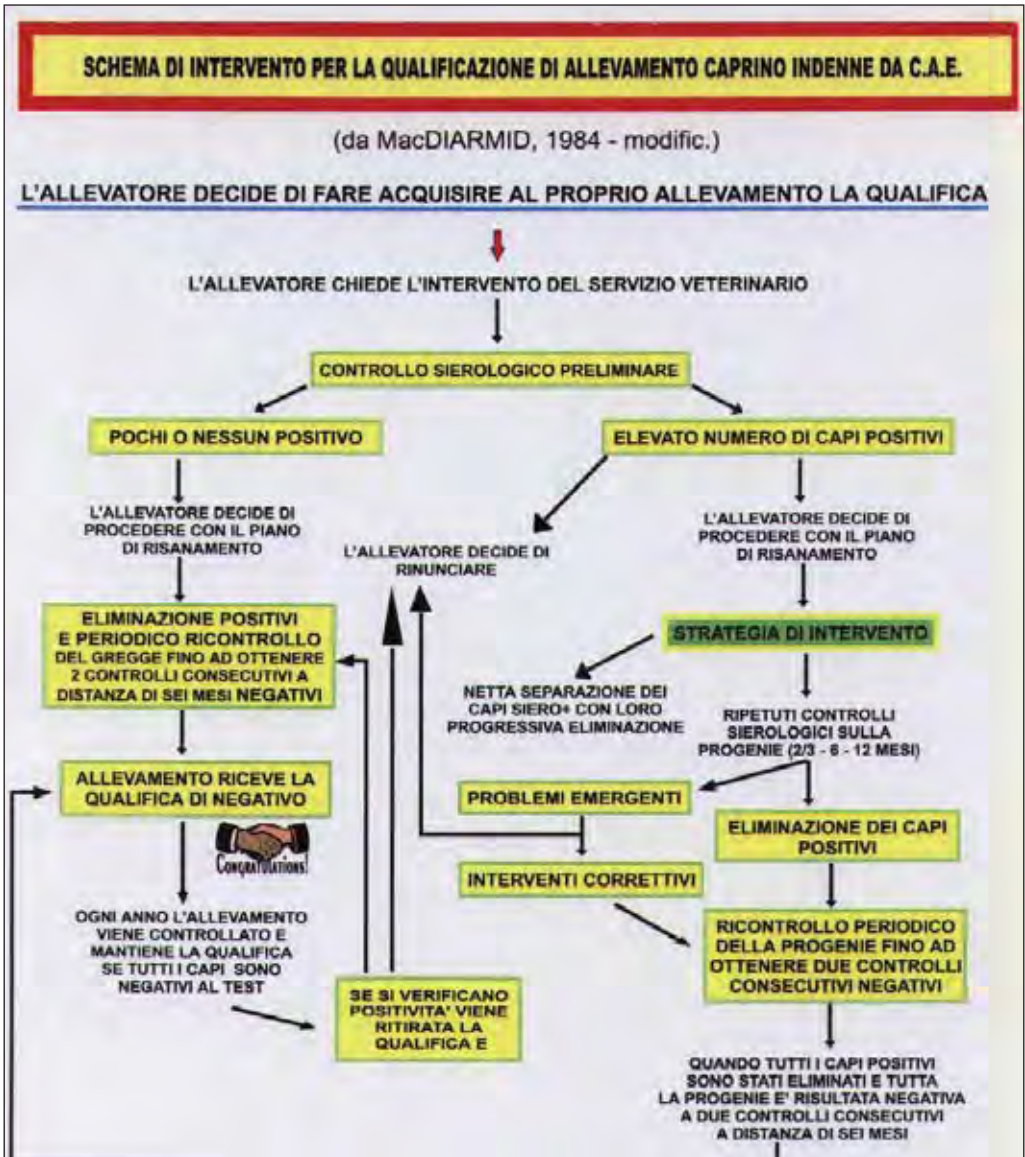 SCHEMA DI INTERVENTO PER LA QUALIFICAZIONE DI ALLEVAMENTO CAPRINO INDENNE DA C.A.E.
(da MacDIARMID, 1984 - modific.)
L'ALLEVATORE DECIDE DI FARE ACQUISIRE AL PROPRIO ALLEVAMENTO LA QUALIFICA
L'ALLEVATORE CHIEDE L'INTERVENTO DEL SERVIZIO VETERINARIO
CONTROLLO SIEROLOGICO PRELIMINARE
POCHI O NESSUN POSITIVO
L'ALLEVATORE DECIDE DI
PROCEDERE CON IL PIANO
DI RISANAMENTO
ELIMINAZIONE POSITIVI
E PERIODICO RICONTROLLO
DEL GREGGE FINO AD OTTENERE
2 CONTROLLI CONSECUTIVI A
DISTANZA DI SEI MESI NEGATIVI
ALLEVAMENTO RICEVE LA
QUALIFICA DI NEGATIVO
CONGRATULATIONS!
OGNI ANNO L'ALLEVAMENTO
VIENE CONTROLLATO E
MANTIENE LA QUALIFICA
SE TUTTI I CAPI SONO
NEGATIVI AL TEST
SE SI VERIFICANO
POSITIVITA' VIENE
RITIRATA LA
QUALIFICA E
ELEVATO NUMERO DI CAPI POSITIVI
L'ALLEVATORE DECIDE DI
RINUNCIARE
L'ALLEVATORE DECIDE DI
PROCEDERE CON IL PIANO
DI RISANAMENTO
STRATEGIA DI INTERVENTO
NETTA SEPARAZIONE DEI
CAPI SIERO+ CON LORO
PROGRESSIVA ELIMINAZIONE
RIPETUTI CONTROLLI
SIEROLOGICI SULLA
PROGENIE (2/3 - 6 - 12 MESI)
PROBLEMI EMERGENTI
INTERVENTI CORRETTIVI
ELIMINAZIONE DEI CAPI
POSITIVI
RICONTROLLO PERIODICO
DELLA PROGENIE FINO AD
OTTENERE DUE CONTROLLI
CONSECUTIVI NEGATIVI
QUANDO TUTTI I CAPI POSITIVI
SONO STATI ELIMINATI E TUTTA
LA PROGENIE E' RISULTATA NEGATIVA
A DUE CONTROLLI CONSECUTIVI
A DISTANZA DI SEI MESI